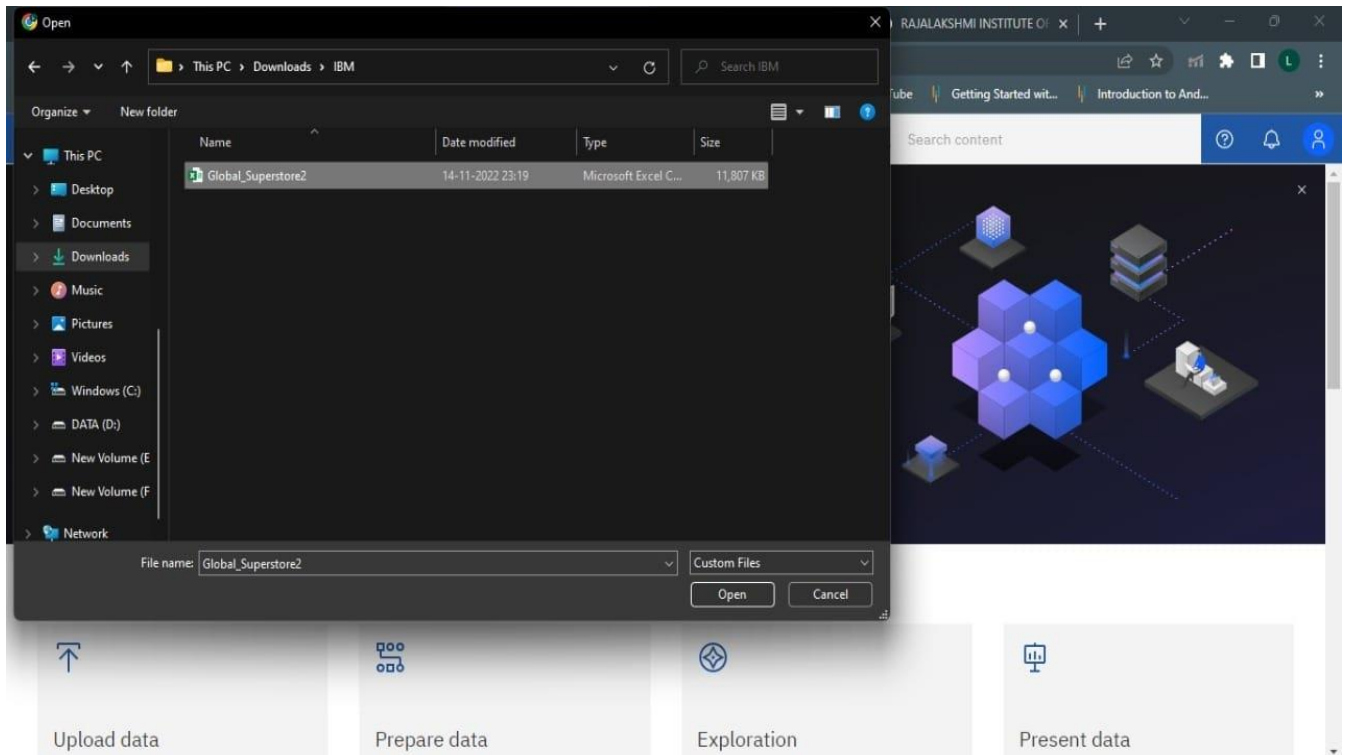 Open
RAJALAKSHMI INSTITUTE OF
This PC > Downloads > IBM
Search IBM
Tube Getting Started wit... Introduction to And... »
Organize New folder
Search content
Name Date modified Type Size
Global_Superstore2 14-11-2022 23:19 Microsoft Excel C... 11,807 KB
This PC
Desktop
Documents
Downloads
Music
Pictures
Videos
Windows (C:)
DATA (D:)
New Volume (E
New Volume (F
Network
File name: Global_Superstore2 Custom Files
Open Cancel
Upload data Prepare data Exploration Present data